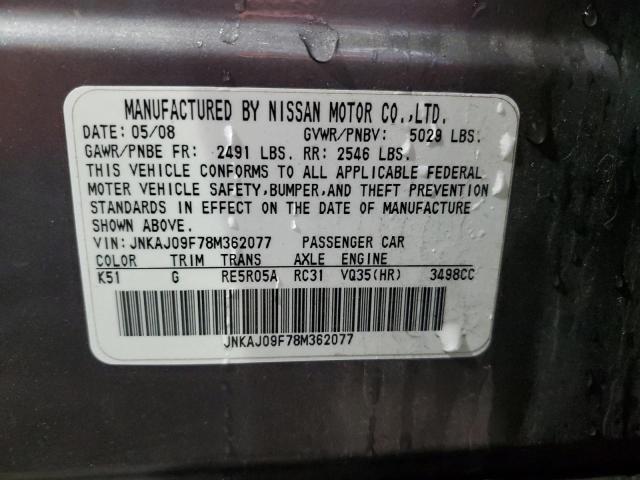 MANUFACTURED BY NISSAN MOTOR CO.,LTD.
DATE: 05/08 GVWR/PNBV: 5029 LBS.
GAWR/PNBE FR: 2491 LBS. RR: 2546 LBS.
THIS VEHICLE CONFORMS TO ALL APPLICABLE FEDERAL
MOTER VEHICLE SAFETY,BUMPER,AND THEFT PREVENTION
STANDARDS IN EFFECT ON THE DATE OF MANUFACTURE
SHOWN ABOVE.
VIN: JNKAJ09F78M362077 PASSENGER CAR
COLOR TRIM TRANS AXLE ENGINE
K51 G RE5R05A RC31 VQ35(HR) 3498CC
JNKAJ09F78M362077